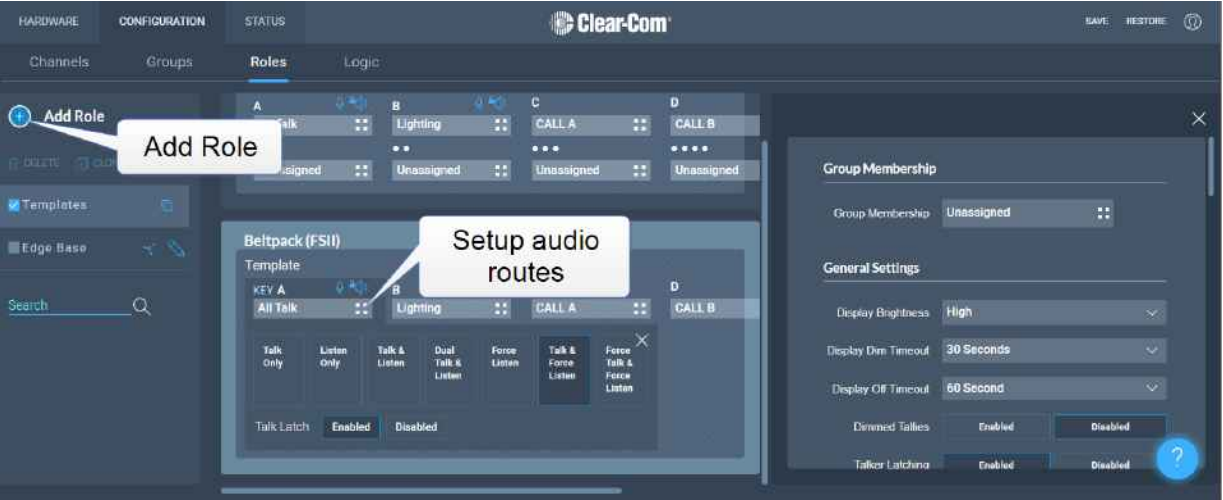 HARDWARE CONFIGURATION STATUS Clear-Com SAVE RESTORE
Channels Groups Roles Logic
Add Role
Add Role
DELETE
Templates
Edge Base
Search
A B C D
Talk Lighting CALL A CALL B
signed Unassigned Unassigned Unassigned
Beltpack (FSII)
Template
Setup audio
routes
KEY A B D
All Talk Lighting CALL A CALL B
Talk Only
Listen Only
Talk & Listen
Dual Talk & Listen
Force Listen
Talk & Force Listen
Force Talk & Force Listen
Talk Latch Enabled Disabled
Group Membership
Group Membership Unassigned
General Settings
Display Brightness High
Display Dim Timeout 30 Seconds
Display Off Timeout 60 Second
Dimmed Tallies Enabled Disabled
Talker Latching Enabled Disabled
?